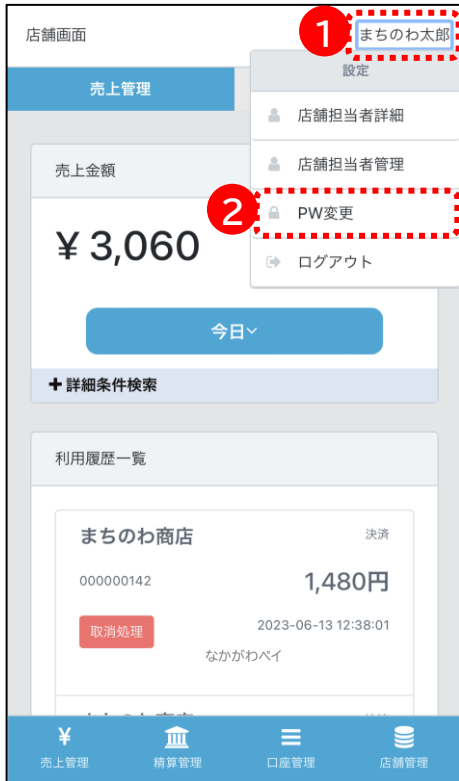 店舗画面
1
まちのわ太郎
売上管理
設定
店舗担当者詳細
店舗担当者管理
2
PW変更
ログアウト
売上金額
¥ 3,060
今日
+詳細条件検索
利用履歴一覧
まちのわ商店
決済
000000142
1,480円
取消処理
2023-06-13 12:38:01
なかがわペイ
¥
売上管理
精算管理
口座管理
店舗管理